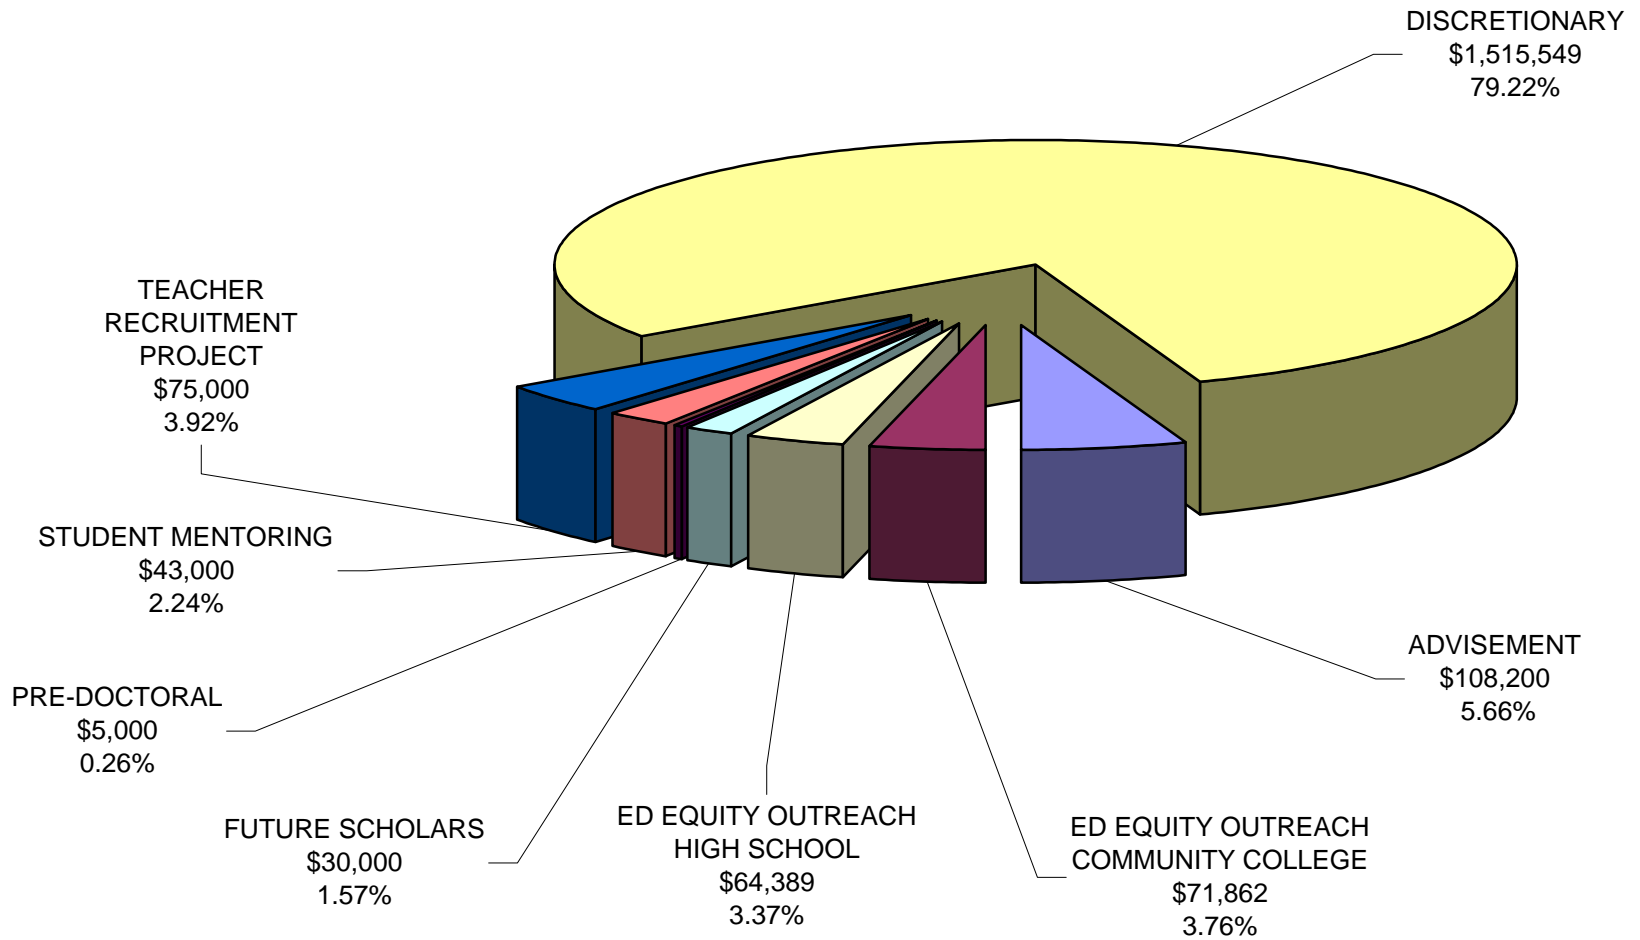 DISCRETIONARY
$1,515,549
79.22%
TEACHER
RECRUITMENT
PROJECT
$75,000
3.92%
STUDENT MENTORING
$43,000
2.24%
PRE-DOCTORAL
$5,000
0.26%
FUTURE SCHOLARS
$30,000
1.57%
ED EQUITY OUTREACH
HIGH SCHOOL
$64,389
3.37%
ED EQUITY OUTREACH
COMMUNITY COLLEGE
$71,862
3.76%
ADVISEMENT
$108,200
5.66%